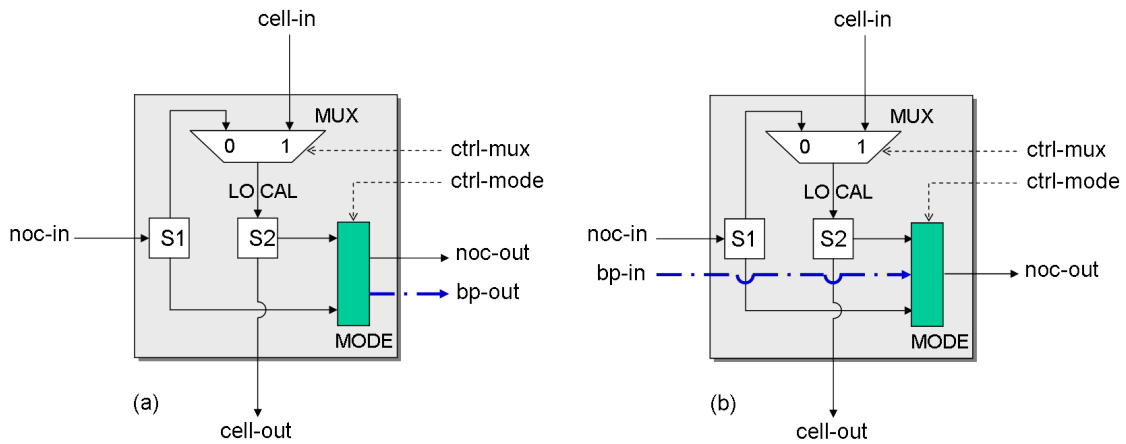 cell-in
MUX
0 1
ctrl-mux
ctrl-mode
LOCAL
noc-in
S1
S2
noc-out
bp-out
MODE
(a)
cell-out
cell-in
MUX
0 1
ctrl-mux
ctrl-mode
LOCAL
noc-in
S1
S2
bp-in
noc-out
MODE
(b)
cell-out